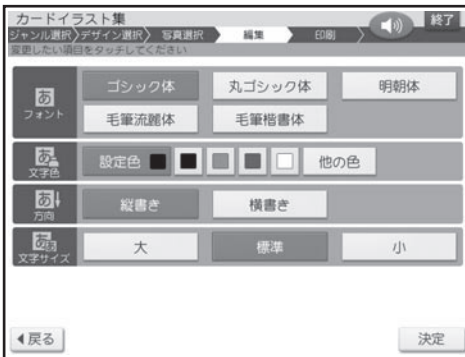 カードイラスト集
終了
ジャンル選択 デザイン選択 写真選択 編集 印刷
変更したい項目をタッチしてください
あ
フォント
ゴシック体 丸ゴシック体 明朝体
毛筆流麗体 毛筆楷書体
あ
文字色
設定色 他の色
あ
方向
縦書き 横書き
あ あ
文字サイズ
大 標準 小
戻る 決定